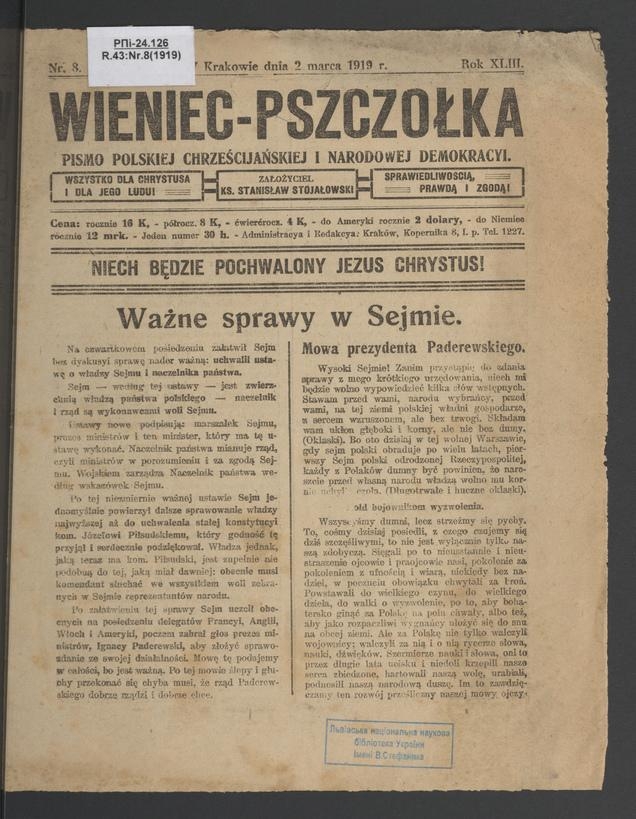 РПі-24.126
R.43:Nr.8(1919)
Nr. 8.
Krakowie dnia 2 marca 1919 r.
Rok XLIII.
WIENIEC-PSZCZOŁKA
PISMO POLSKIEJ CHRZEŚCIJAŃSKIEJ I NARODOWEJ DEMOKRACYI.
WSZYSTKO DLA CHRYSTUSA
I DLA JEGO LUDU!
ZAŁOŻYCIEL
KS. STANISŁAW STOJAŁOWSKI
SPRAWIEDLIWOSCIĄ,
PRAWDĄ I ZGODĄ!
Cena: rocznie 16 K, - półrocz. 8 K, - ćwierćrocz. 4 K, - do Ameryki rocznie 2 dolary, - do Niemiec
rocznie 12 mrk. - Jeden numer 30 h. - Administracya i Redakcya: Kraków, Kopernika 8, I. p. Tel. 1227.
NIECH BĘDZIE POCHWALONY JEZUS CHRYSTUS!
Ważne sprawy w Sejmie.
Na czwartkowem posiedzeniu załatwił Sejm
bez dyskusyi sprawę nader ważną: uchwalił usta-
wę o władzy Sejmu i naczelnika państwa.
Sejm — według tej ustawy — jest zwierz-
chnią władzą państwa polskiego — naczelnik
i rząd są wykonawcami woli Sejmu.
Ustawy nowe podpisują: marszałek Sejmu,
prezes ministrów i ten minister, który ma tę u-
stawę wykonać. Naczelnik państwa mianuje rząd,
czyli ministrów w porozumieniu i za zgodą Sej-
mu. Wojskiem zarządza Naczelnik państwa we-
dług wskazówek Sejmu.
Po tej niezmiernie ważnej ustawie Sejm je-
dnomyślnie powierzył dalsze sprawowanie władzy
najwyższej aż do uchwalenia stałej konstytucyi
kom. Józefowi Piłsudskiemu, który godność tę
przyjął i serdecznie podziękował. Władza jednak,
jaką teraz ma kom. Piłsudski, jest zupełnie nie
podobną do tej, jaką miał dawniej: obecnie musi
komendant słuchać we wszystkiem woli zebra-
nych w Sejmie reprezentantów narodu.
Po załatwieniu tej sprawy Sejm uczcił obe-
cnych na posiedzeniu delegatów Francyi, Anglii,
Włoch i Ameryki, poczem zabrał głos prezes mi-
nistrów, Ignacy Paderewski, aby złożyć sprawo-
zdanie ze swojej działalności. Mowę tę podajemy
w całości, bo jest ważną. Po tej mowie ślepy i głu-
chy przekonać się chyba musi, że rząd Paderew-
skiego dobrze rządzi i dobrze chce.
Mowa prezydenta Paderewskiego.
Wysoki Sejmie! Zanim przystąpię do zdania
sprawy z mego krótkiego urzędowania, niech mi
będzie wolno wypowiedzieć kilka słów wstępnych.
Stawam przed wami, narodu wybrańcy, przed
wami, na tej ziemi polskiej władni gospodarze,
z sercem wzruszonem, ale bez trwogi. Składam
wam ukłon głęboki i korny, ale nie bez dumy.
(Oklaski). Bo oto dzisiaj w tej wolnej Warszawie,
gdy sejm polski obraduje po wielu latach, pier-
wszy Sejm polski odrodzonej Rzeczypospolitej,
każdy z Polaków dumny być powinien, że naro-
szcie przed własną narodu władzą wolno mu kor-
nie uchylić czoła. (Długotrwałe i huczne oklaski).
ołd bojownikom wyzwolenia.
Wszyscyśmy dumni, lecz strzeżmy się pychy.
To, cośmy dzisiaj posiedli, z czego czujemy się
dziś szczęśliwymi, to nie jest wyłącznie tylko na-
szą zdobyczą. Sięgali po to nieustannie i nieu-
straszenie ojcowie i praojcowie nasi, pokolenie za
pokoleniem z ufnością i wiarą, niekiedy bez na-
dziei, w poczuciu obowiązku chwytali za broń.
Powstawali do wielkiego czynu, do wielkiego
dzieła, do walki o wyzwolenie, po to, aby boha-
tersko ginąć za Polskę na polu chwały, albo też,
aby jako rozpaczliwi wygnańcy ułożyć się do snu
na obcej ziemi. Ale za Polskę nie tylko walczyli
wojownicy: walczyli za nią i o nią rycerze słowa,
nauki, dźwięków. Szermierze nauki i słowa, oni to
przez długie lata ucisku i niedoli krzepili nasze
serca zbiedzone, hartowali naszą wolę, urabiali,
podnosili naszą narodową duszę. Im to zawdzię-
czamy ten rozwój prześliczny naszej mowy ojczy-
Львівська національна наукова
бібліотека України
імені В.Стефаника